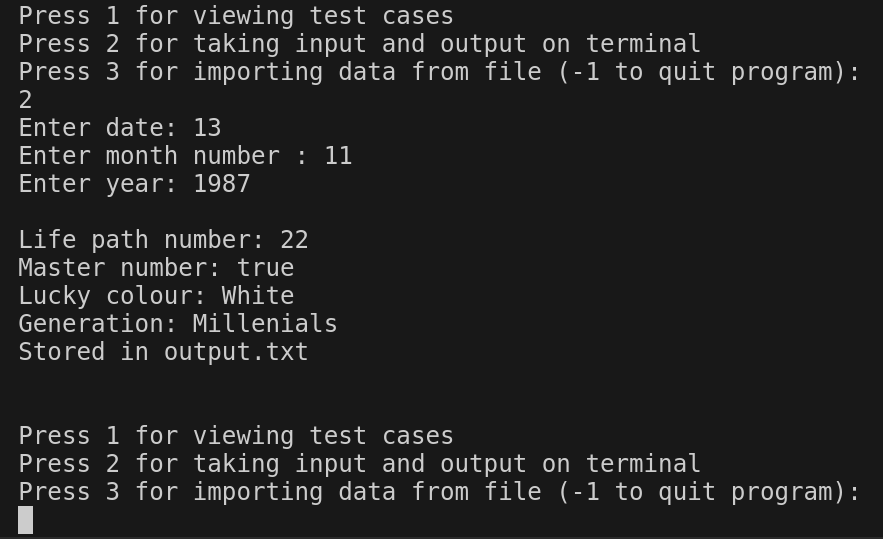 Press 1 for viewing test cases
Press 2 for taking input and output on terminal
Press 3 for importing data from file (-1 to quit program):
2
Enter date: 13
Enter month number : 11
Enter year: 1987
Life path number: 22
Master number: true
Lucky colour: White
Generation: Millenials
Stored in output.txt
Press 1 for viewing test cases
Press 2 for taking input and output on terminal
Press 3 for importing data from file (-1 to quit program):